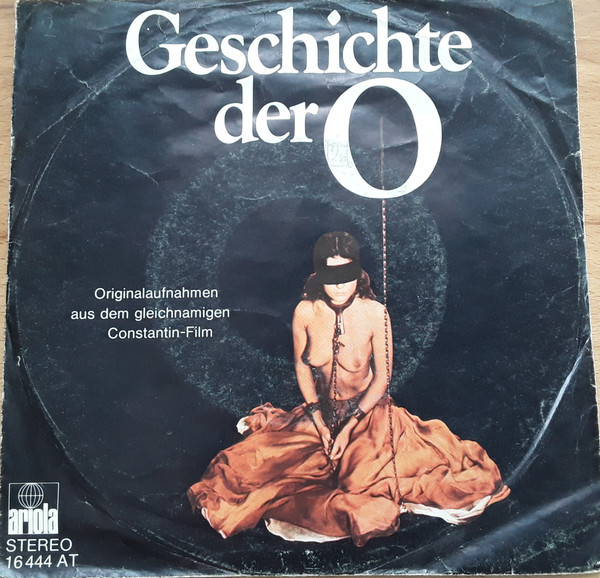 Geschichte
der O
Originalaufnahmen
aus dem gleichnamigen
Constantin-Film
ariola
STEREO
16 444 AT